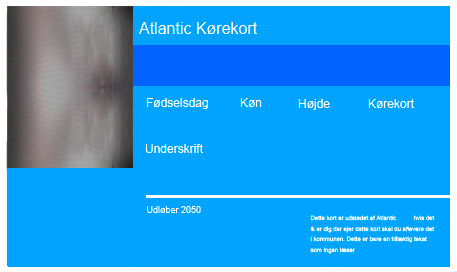 Atlantic Kørekort
Fødselsdag Køn Højde Kørekort
Underskrift
Udløber 2050
Dette kort er udstedet af Atlantic hvis det
ik er dig der ejer dette kort skal du aflevere det
i kommunen. Dette er bare en tilfældig tekst
som ingen læser